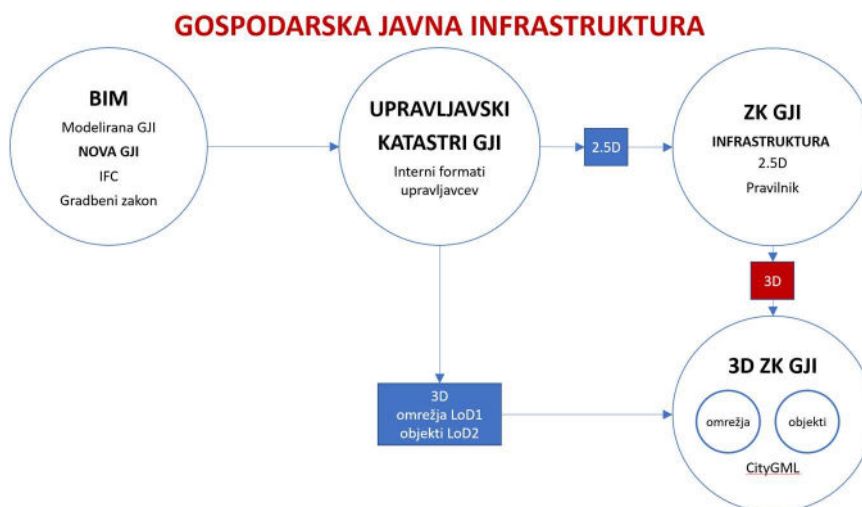 GOSPODARSKA JAVNA INFRASTRUKTURA
BIM
Modelirana GJI
NOVA GJI
IFC
Gradbeni zakon
UPRAVLJAVSKI
KATASTRI GJI
Interni formati
upravljavcev
2.5D
ZK GJI
INFRASTRUKTURA
2.5D
Pravilnik
3D
3D
omrežja LoD1
objekti LoD2
3D ZK GJI
omrežja
objekti
CityGML